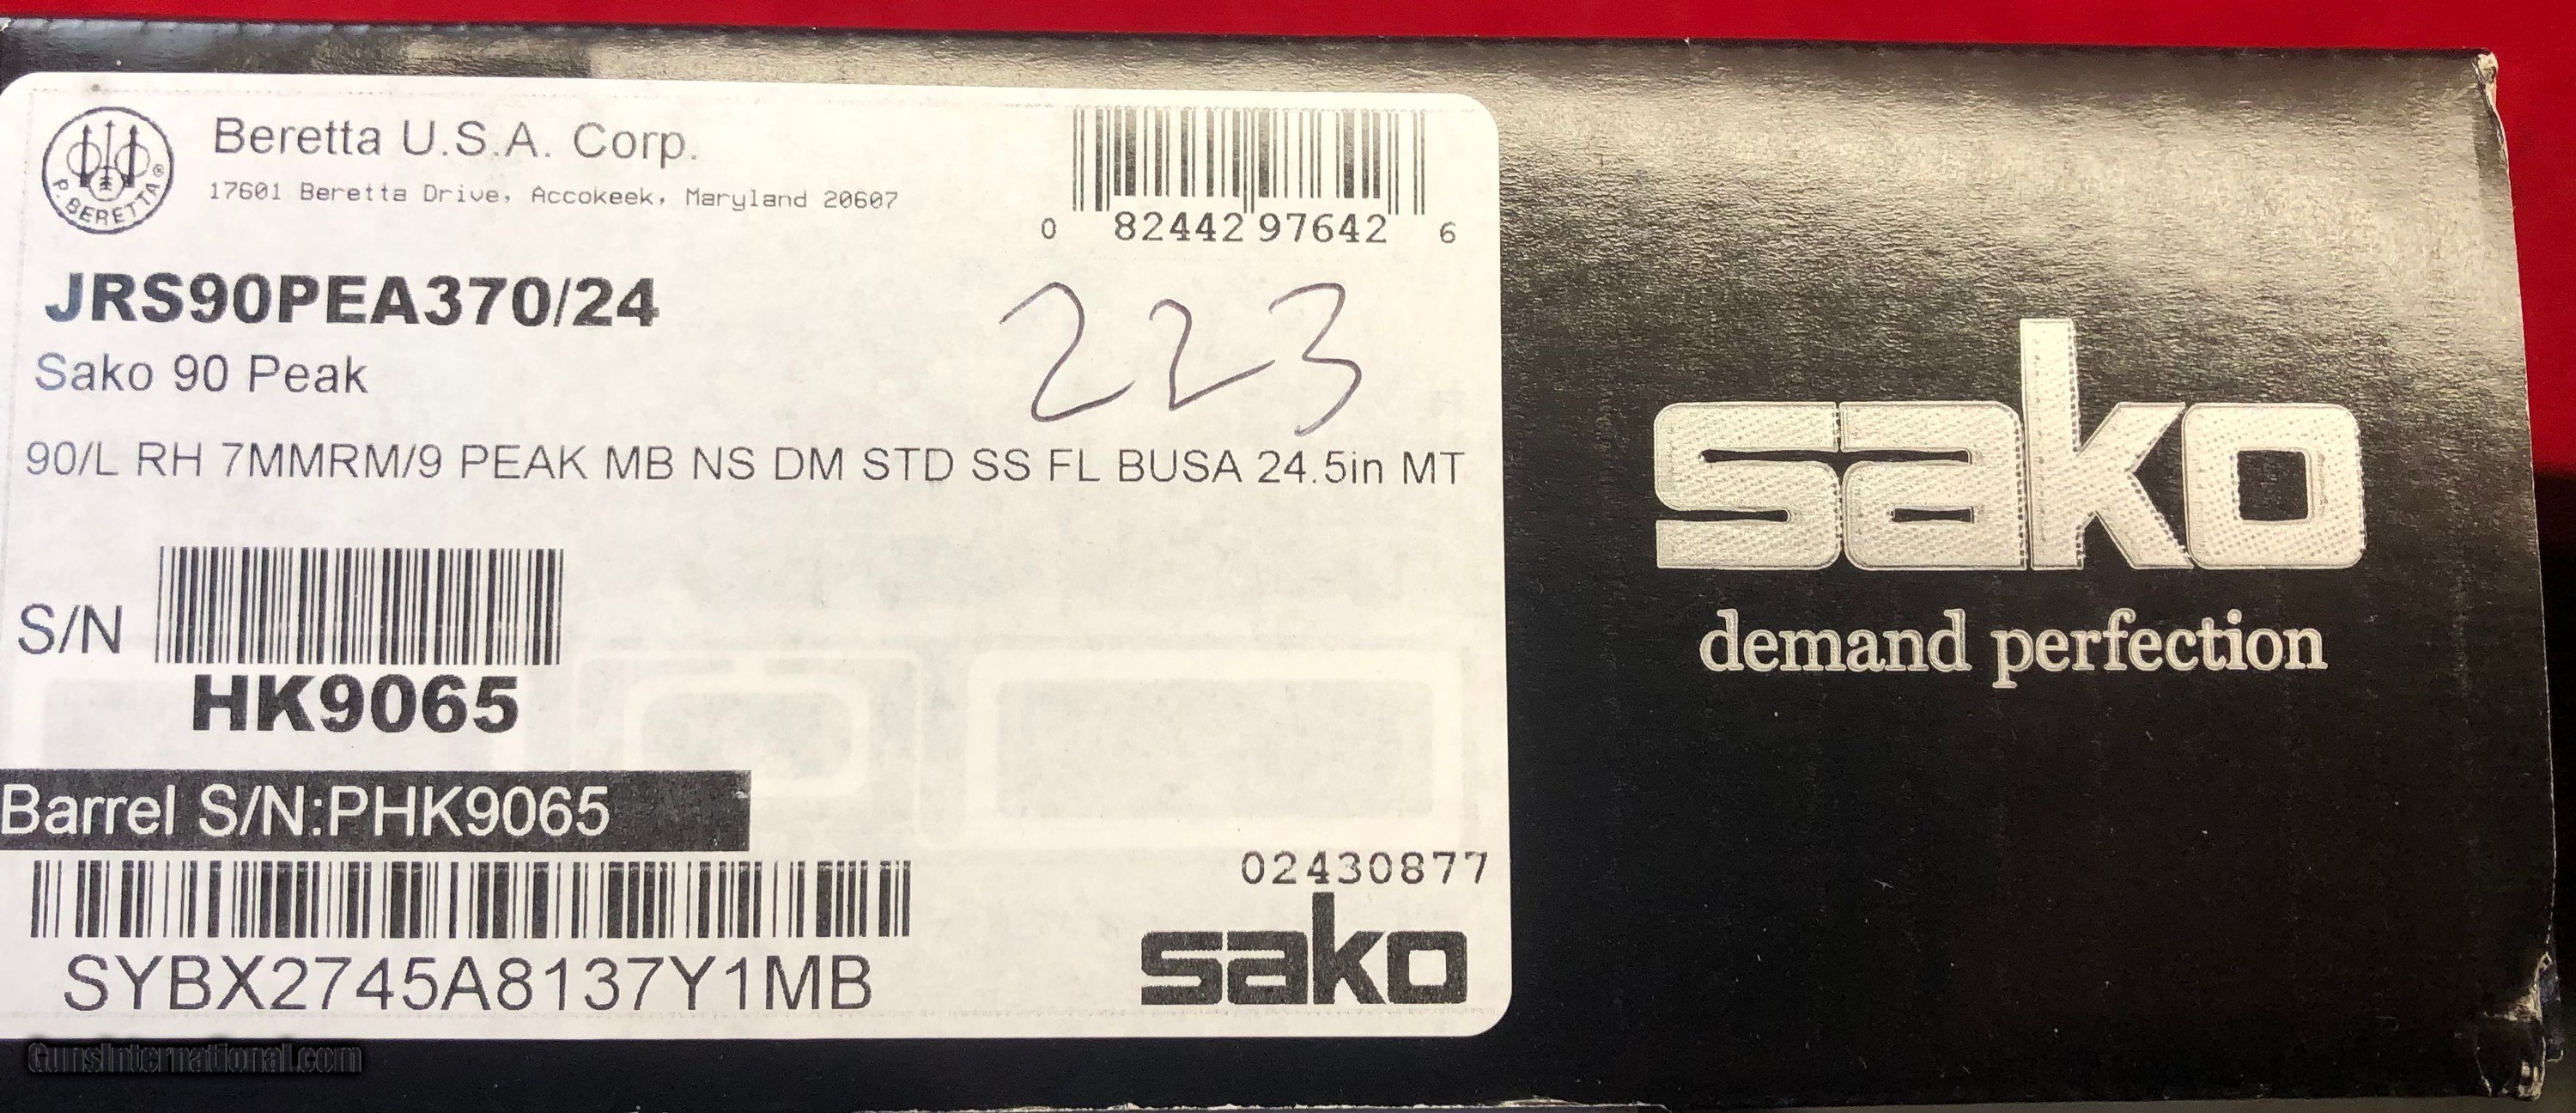 P. BERETTA ®
Beretta U.S.A. Corp.
17601 Beretta Drive, Accokeek, Maryland 20607
0 82442 97642 6
JRS90PEA370/24
223
Sako 90 Peak
90/L RH 7MMRM/9 PEAK MB NS DM STD SS FL BUSA 24.5in MT
S/N
HK9065
Barrel S/N:PHK9065
02430877
SYBX2745A8137Y1MB
sako
sako
demand perfection
GunsInternational.com